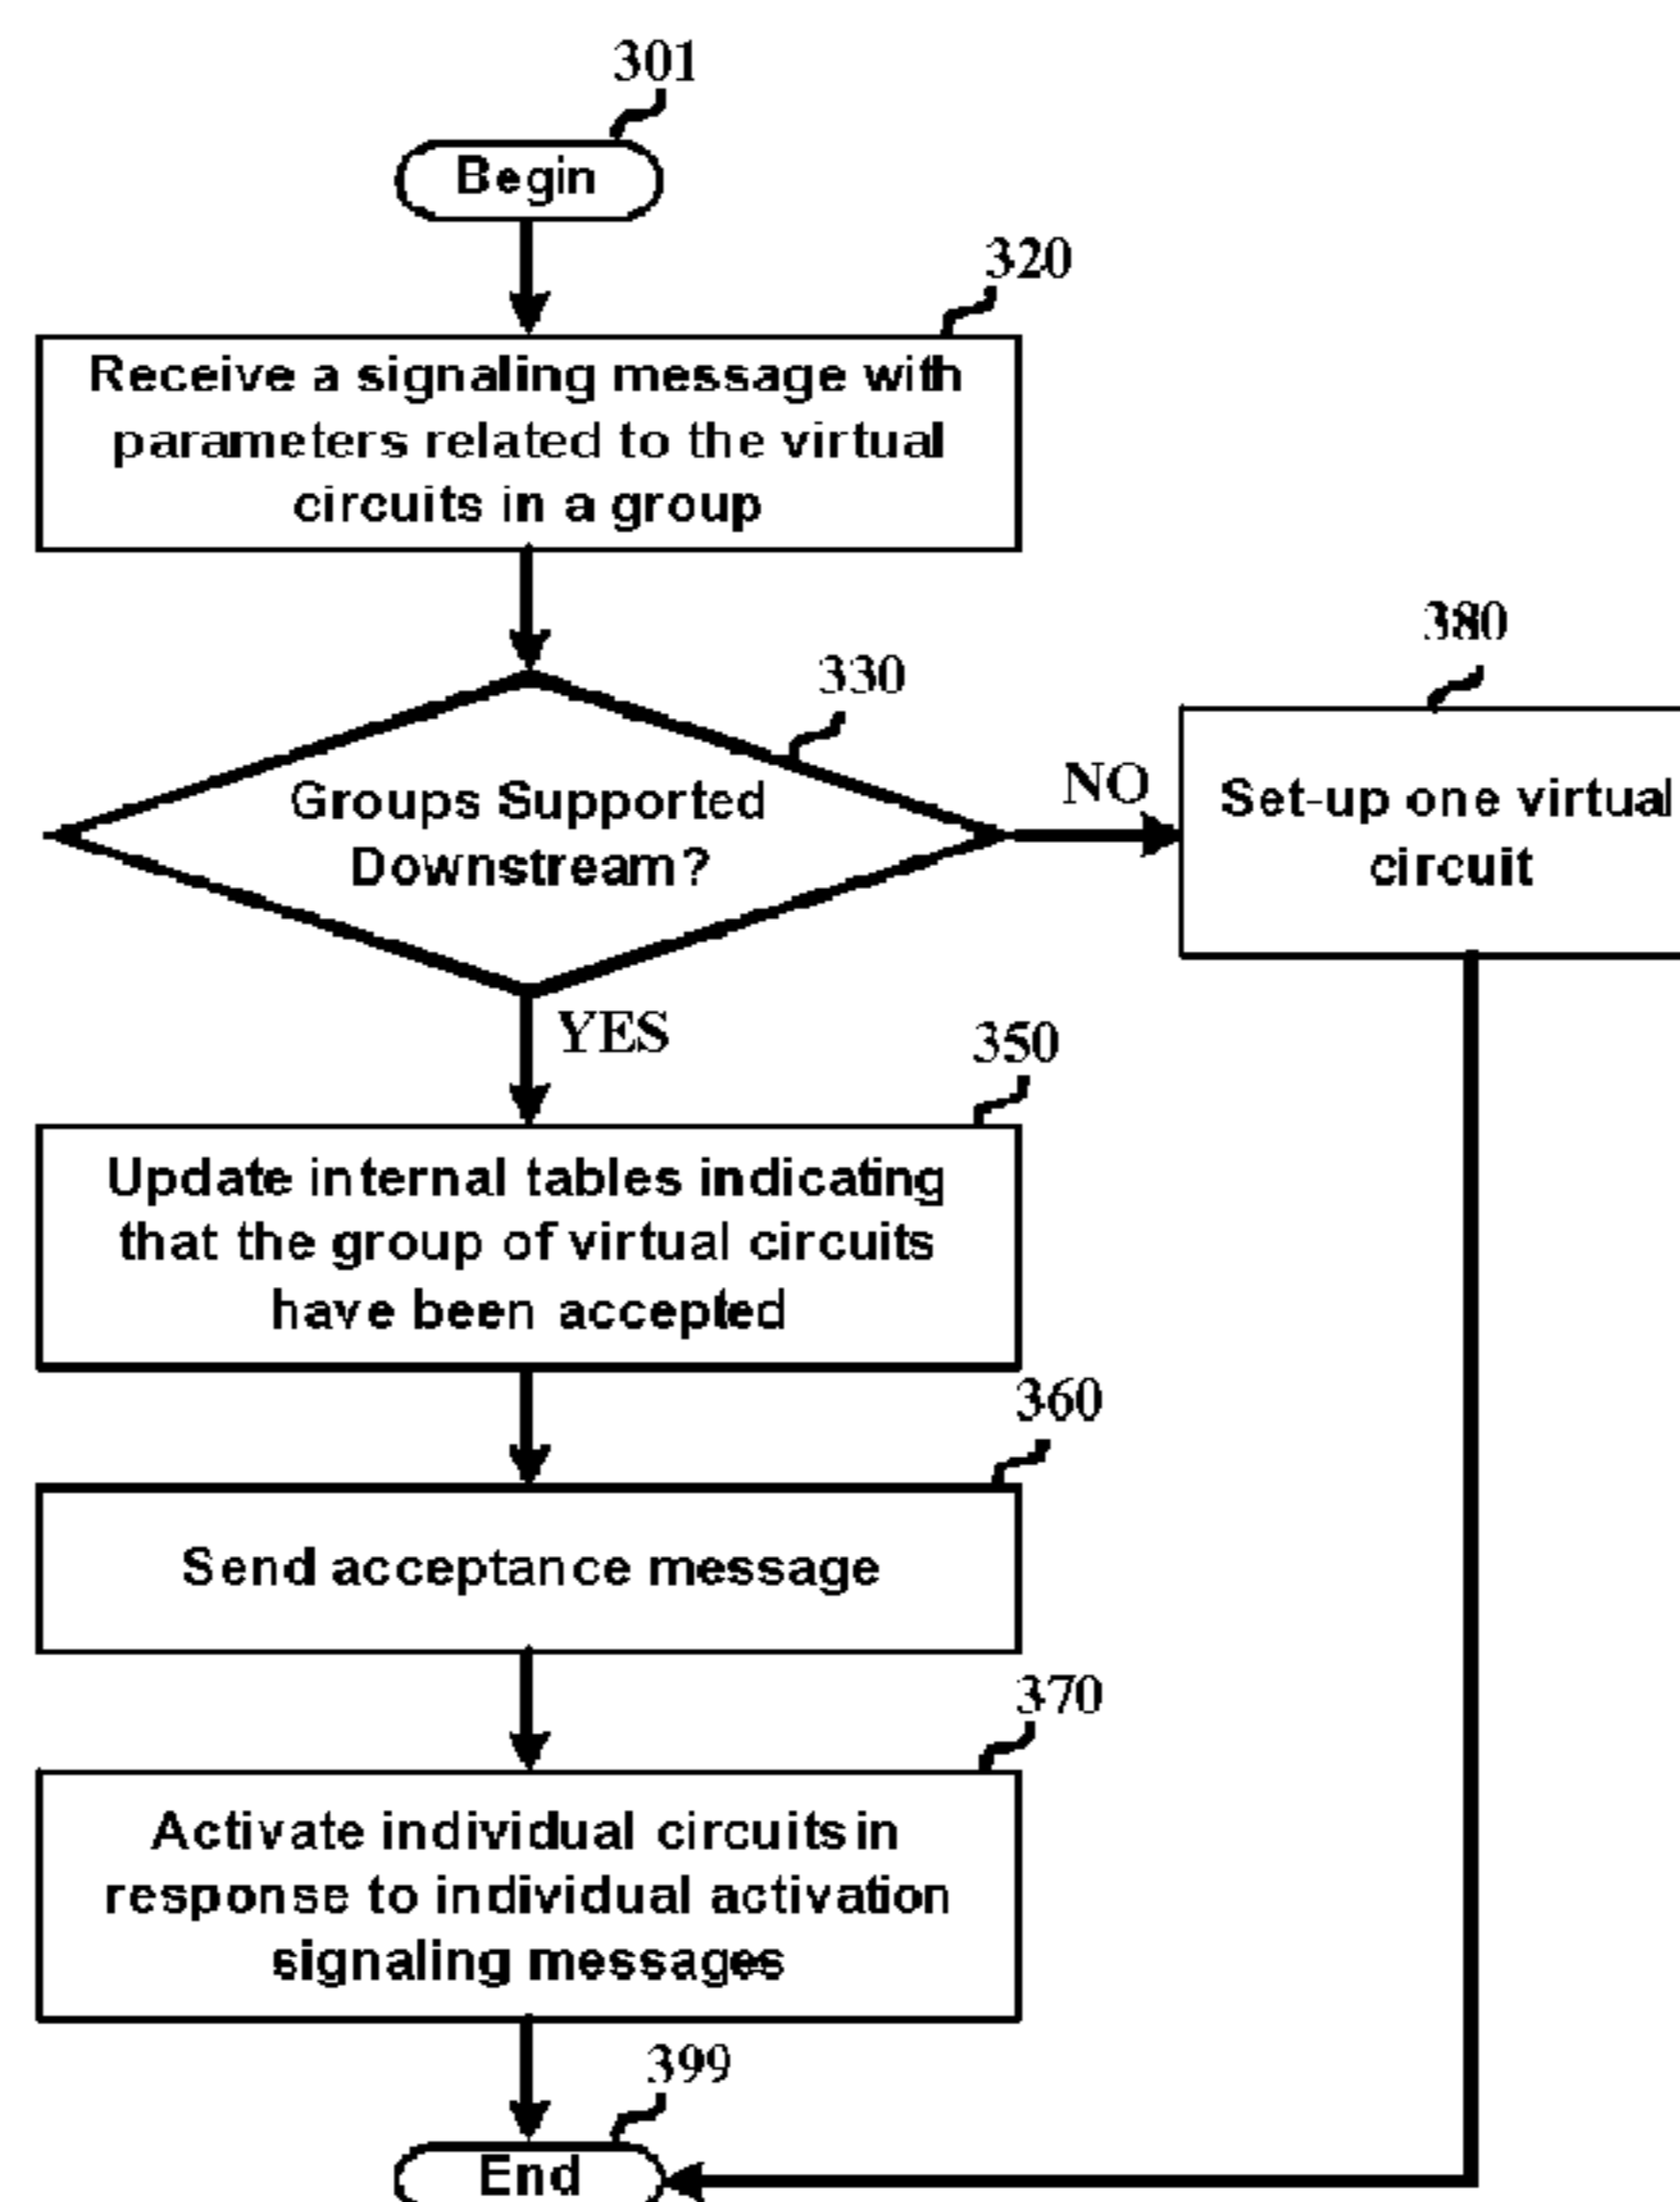 301
Begin
320
Receive a signaling message with
parameters related to the virtual
circuits in a group
330
Groups Supported
Downstream?
NO
380
Set-up one virtual
circuit
YES
350
Update internal tables indicating
that the group of virtual circuits
have been accepted
360
Send acceptance message
370
Activate individual circuits in
response to individual activation
signaling messages
399
End